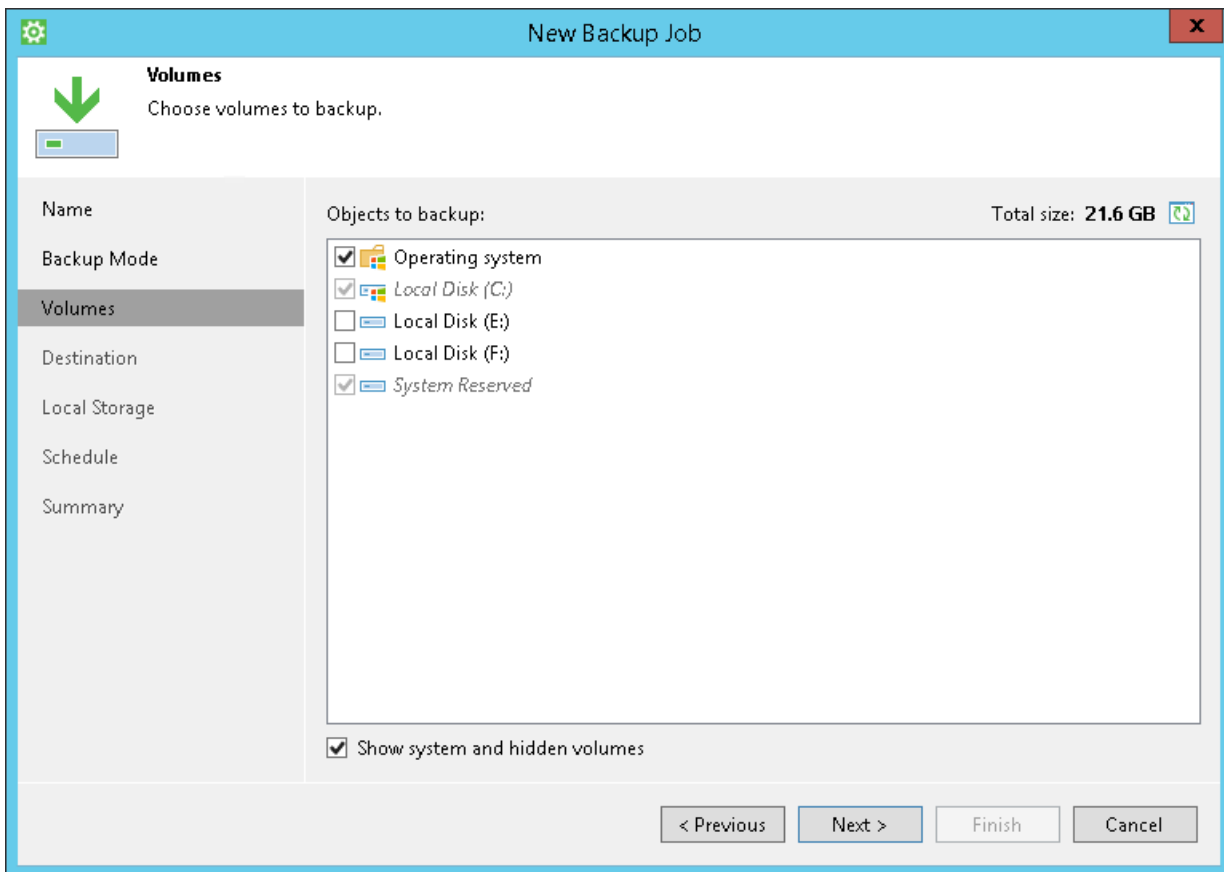 New Backup Job
x
Volumes
Choose volumes to backup.
Name
Backup Mode
Volumes
Destination
Local Storage
Schedule
Summary
Objects to backup:
Total size: 21.6 GB
Operating system
Local Disk (C:)
Local Disk (E:)
Local Disk (F:)
System Reserved
Show system and hidden volumes
< Previous
Next >
Finish
Cancel